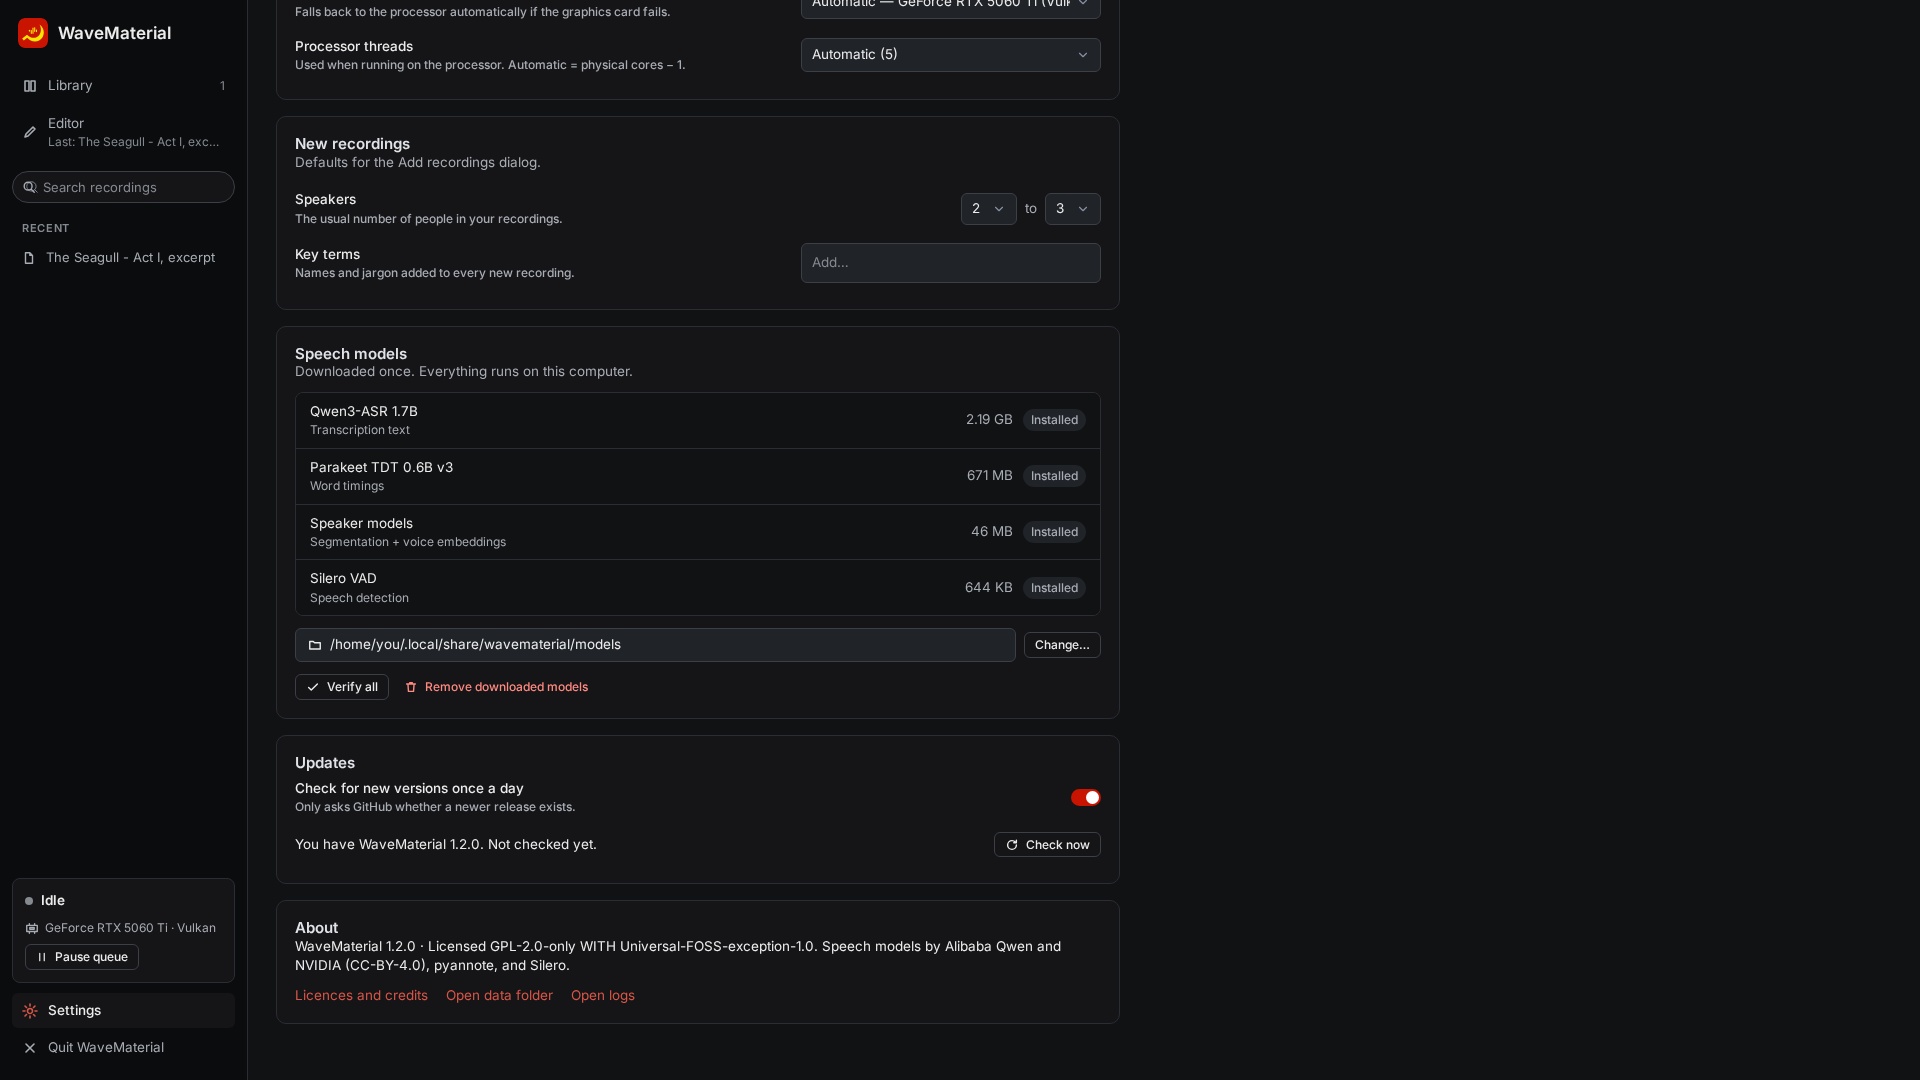 WaveMaterial
Library
1
Editor
Last: The Seagull - Act I, exc...
Search recordings
RECENT
The Seagull - Act I, excerpt
Idle
GeForce RTX 5060 Ti · Vulkan
Pause queue
Settings
Quit WaveMaterial
Falls back to the processor automatically if the graphics card fails.
Automatic — GeForce RTX 5060 Ti (Vulk
Processor threads
Used when running on the processor. Automatic = physical cores − 1.
Automatic (5)
New recordings
Defaults for the Add recordings dialog.
Speakers
The usual number of people in your recordings.
2 to 3
Key terms
Names and jargon added to every new recording.
Add...
Speech models
Downloaded once. Everything runs on this computer.
Qwen3-ASR 1.7B
Transcription text
2.19 GB Installed
Parakeet TDT 0.6B v3
Word timings
671 MB Installed
Speaker models
Segmentation + voice embeddings
46 MB Installed
Silero VAD
Speech detection
644 KB Installed
/home/you/.local/share/wavematerial/models
Change...
Verify all
Remove downloaded models
Updates
Check for new versions once a day
Only asks GitHub whether a newer release exists.
You have WaveMaterial 1.2.0. Not checked yet.
Check now
About
WaveMaterial 1.2.0 · Licensed GPL-2.0-only WITH Universal-FOSS-exception-1.0. Speech models by Alibaba Qwen and
NVIDIA (CC-BY-4.0), pyannote, and Silero.
Licences and credits Open data folder Open logs